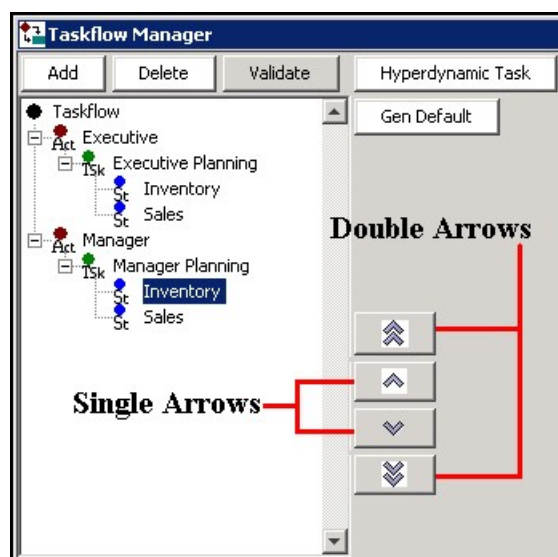 Taskflow Manager
Add Delete Validate Hyperdynamic Task
Gen Default
Taskflow
Act Executive
Tsk Executive Planning
St Inventory
St Sales
Act Manager
Tsk Manager Planning
St Inventory
St Sales
Double Arrows
Single Arrows